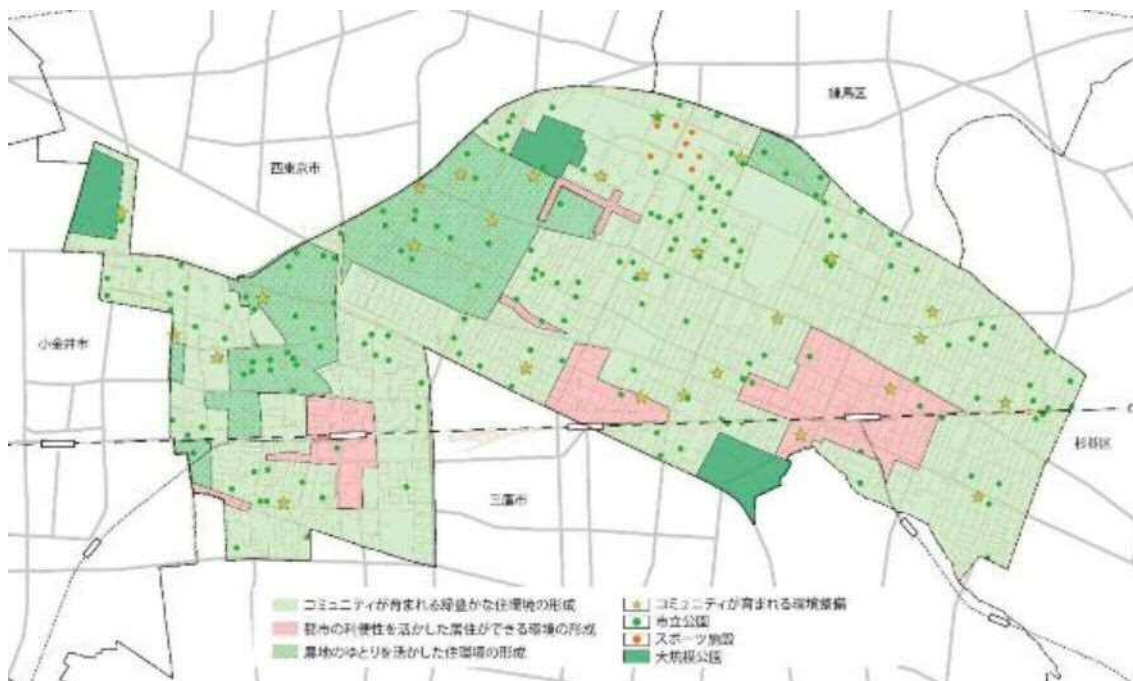 練馬区
西東京市
小金井市
杉並区
三鷹市
コミュニティが育まれる緑豊かな住環境の形成
都市の利便性を活かした居住ができる環境の形成
農地のゆとりを活かした住環境の形成
コミュニティが育まれる環境整備
市立公園
スポーツ施設
大規模公園